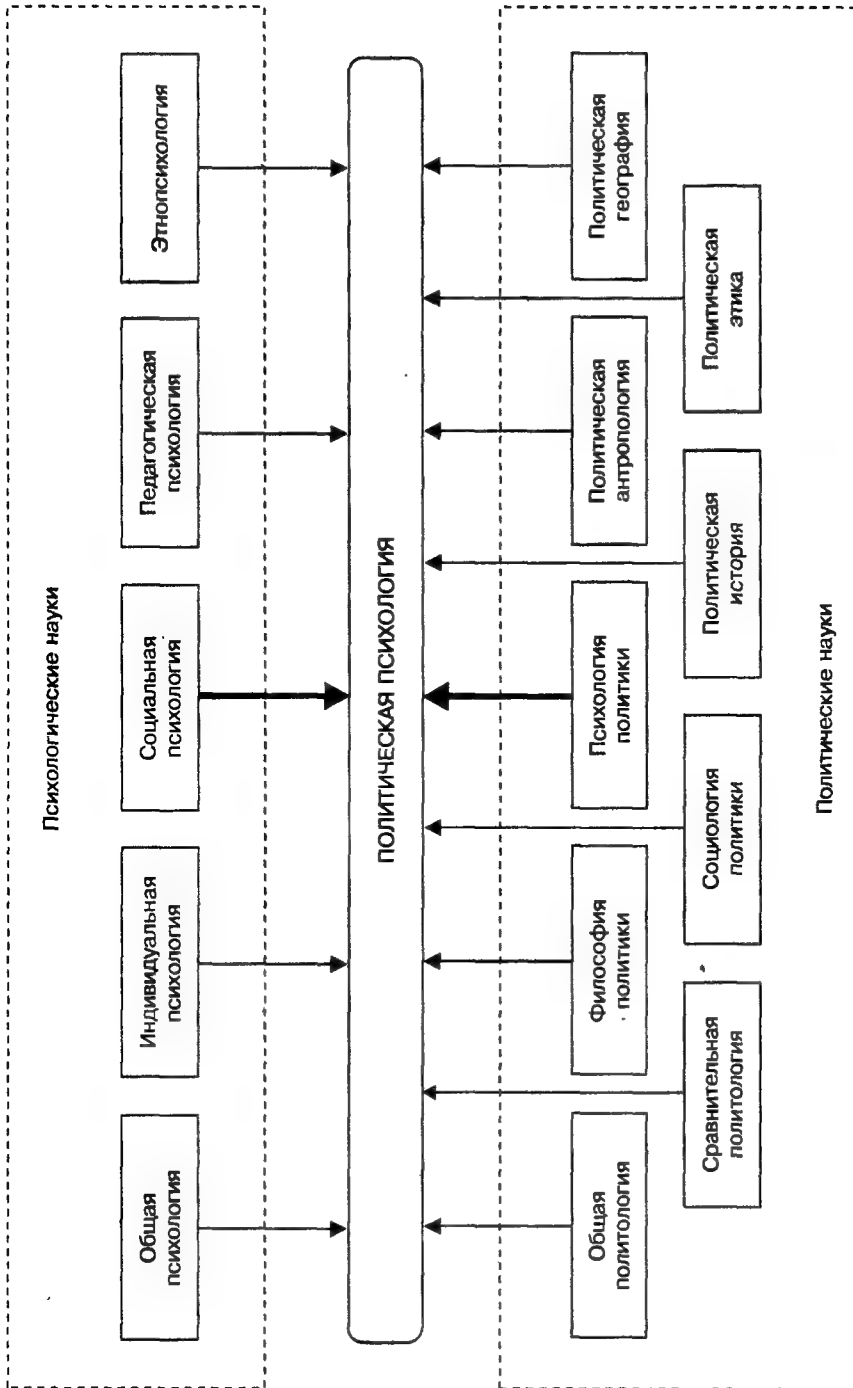 Психологические науки
Общая
психология
Индивидуальная
психология
Социальная
психология
Педагогическая
психология
Этнопсихология
ПОЛИТИЧЕСКАЯ ПСИХОЛОГИЯ
Общая
политология
Философия
политики
Психология
политики
Политическая
антропология
Политическая
география
Сравнительная
политология
Социология
политики
Политическая
история
Политическая
этика
Политические науки